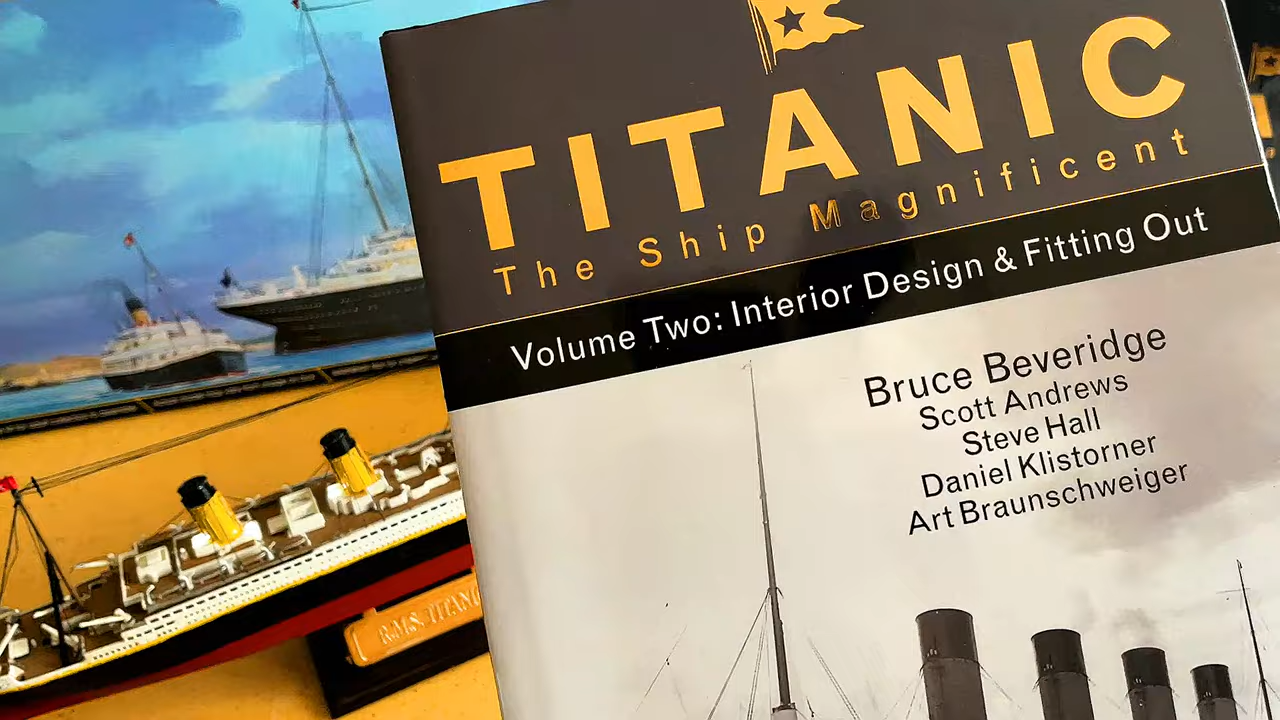 TITANIC
The Ship Magnificent
Volume Two: Interior Design & Fitting Out
Bruce Beveridge
Scott Andrews
Steve Hall
Daniel Klistorner
Art Braunschweiger
R.M.S. TITANIC